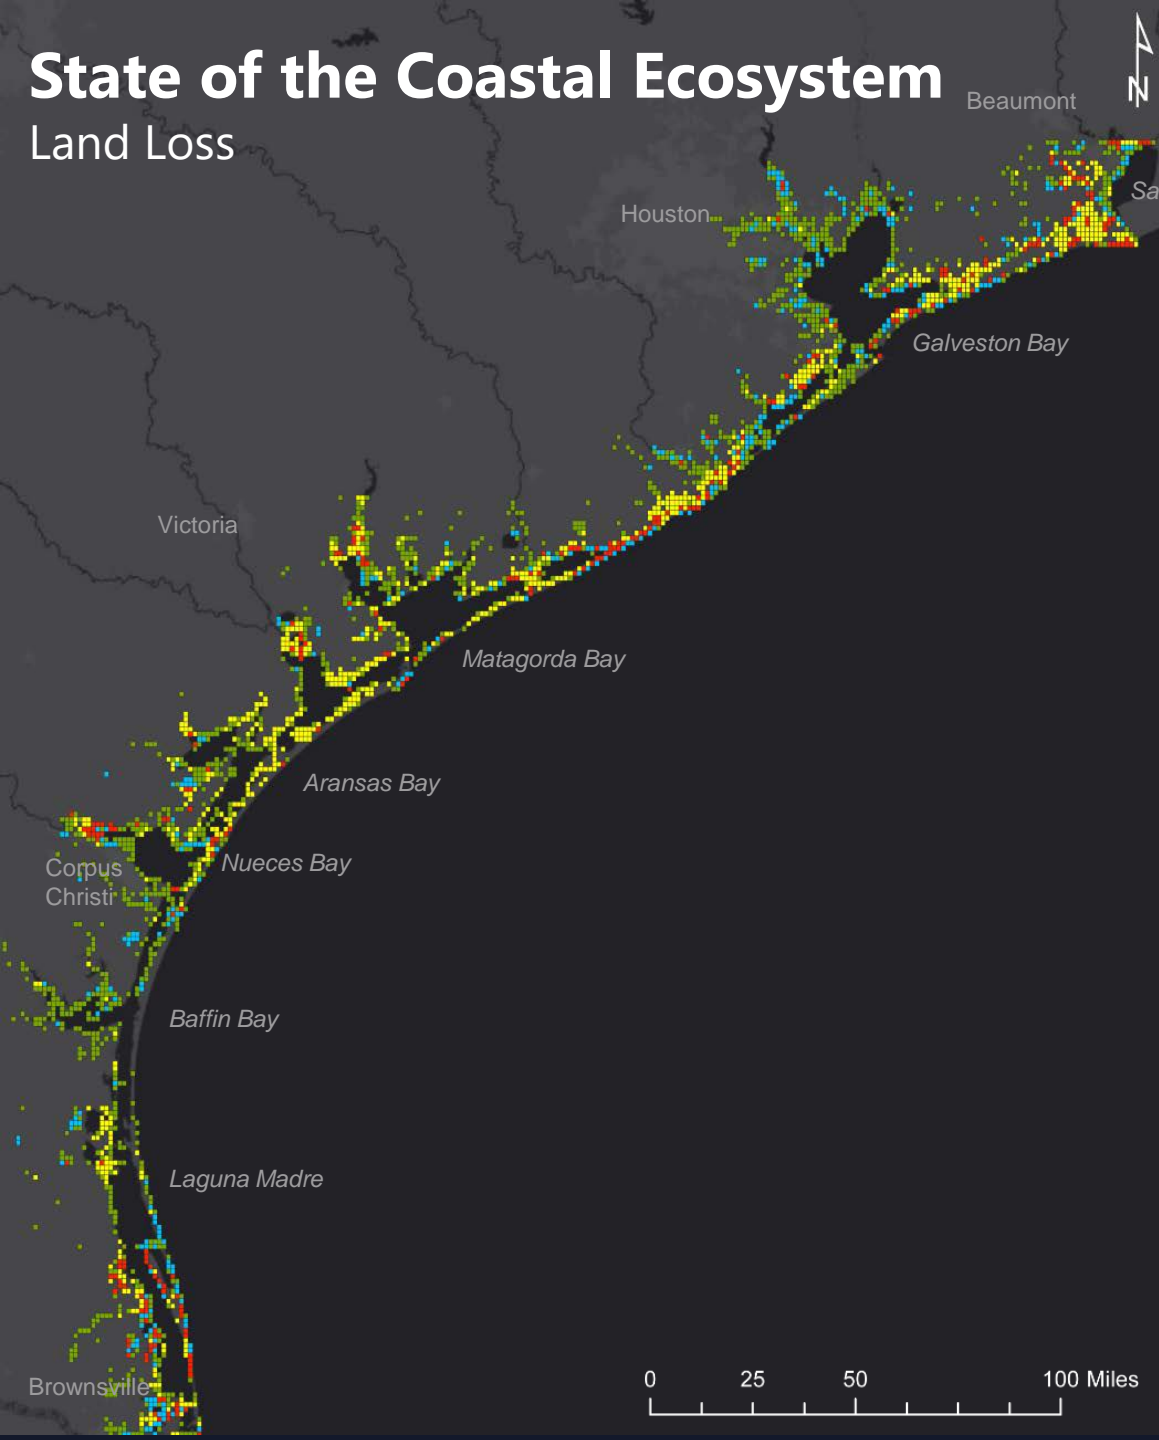 State of the Coastal Ecosystem
Land Loss
N
Beaumont
Sa
Houston
Galveston Bay
Victoria
Matagorda Bay
Aransas Bay
Nueces Bay
Corpus
Christi
Baffin Bay
Laguna Madre
Brownsville
0 25 50 100 Miles